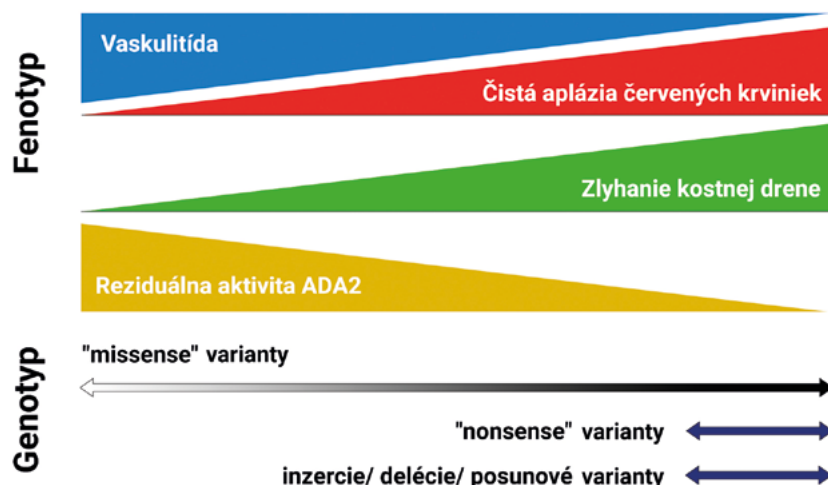 Fenotyp
Vaskulitída
Čistá aplázia červených krviniek
Zlyhanie kostnej drene
Reziduálna aktivita ADA2
Genotyp
"missense" varianty
"nonsense" varianty
inzercie/ delécie/ posunové varianty